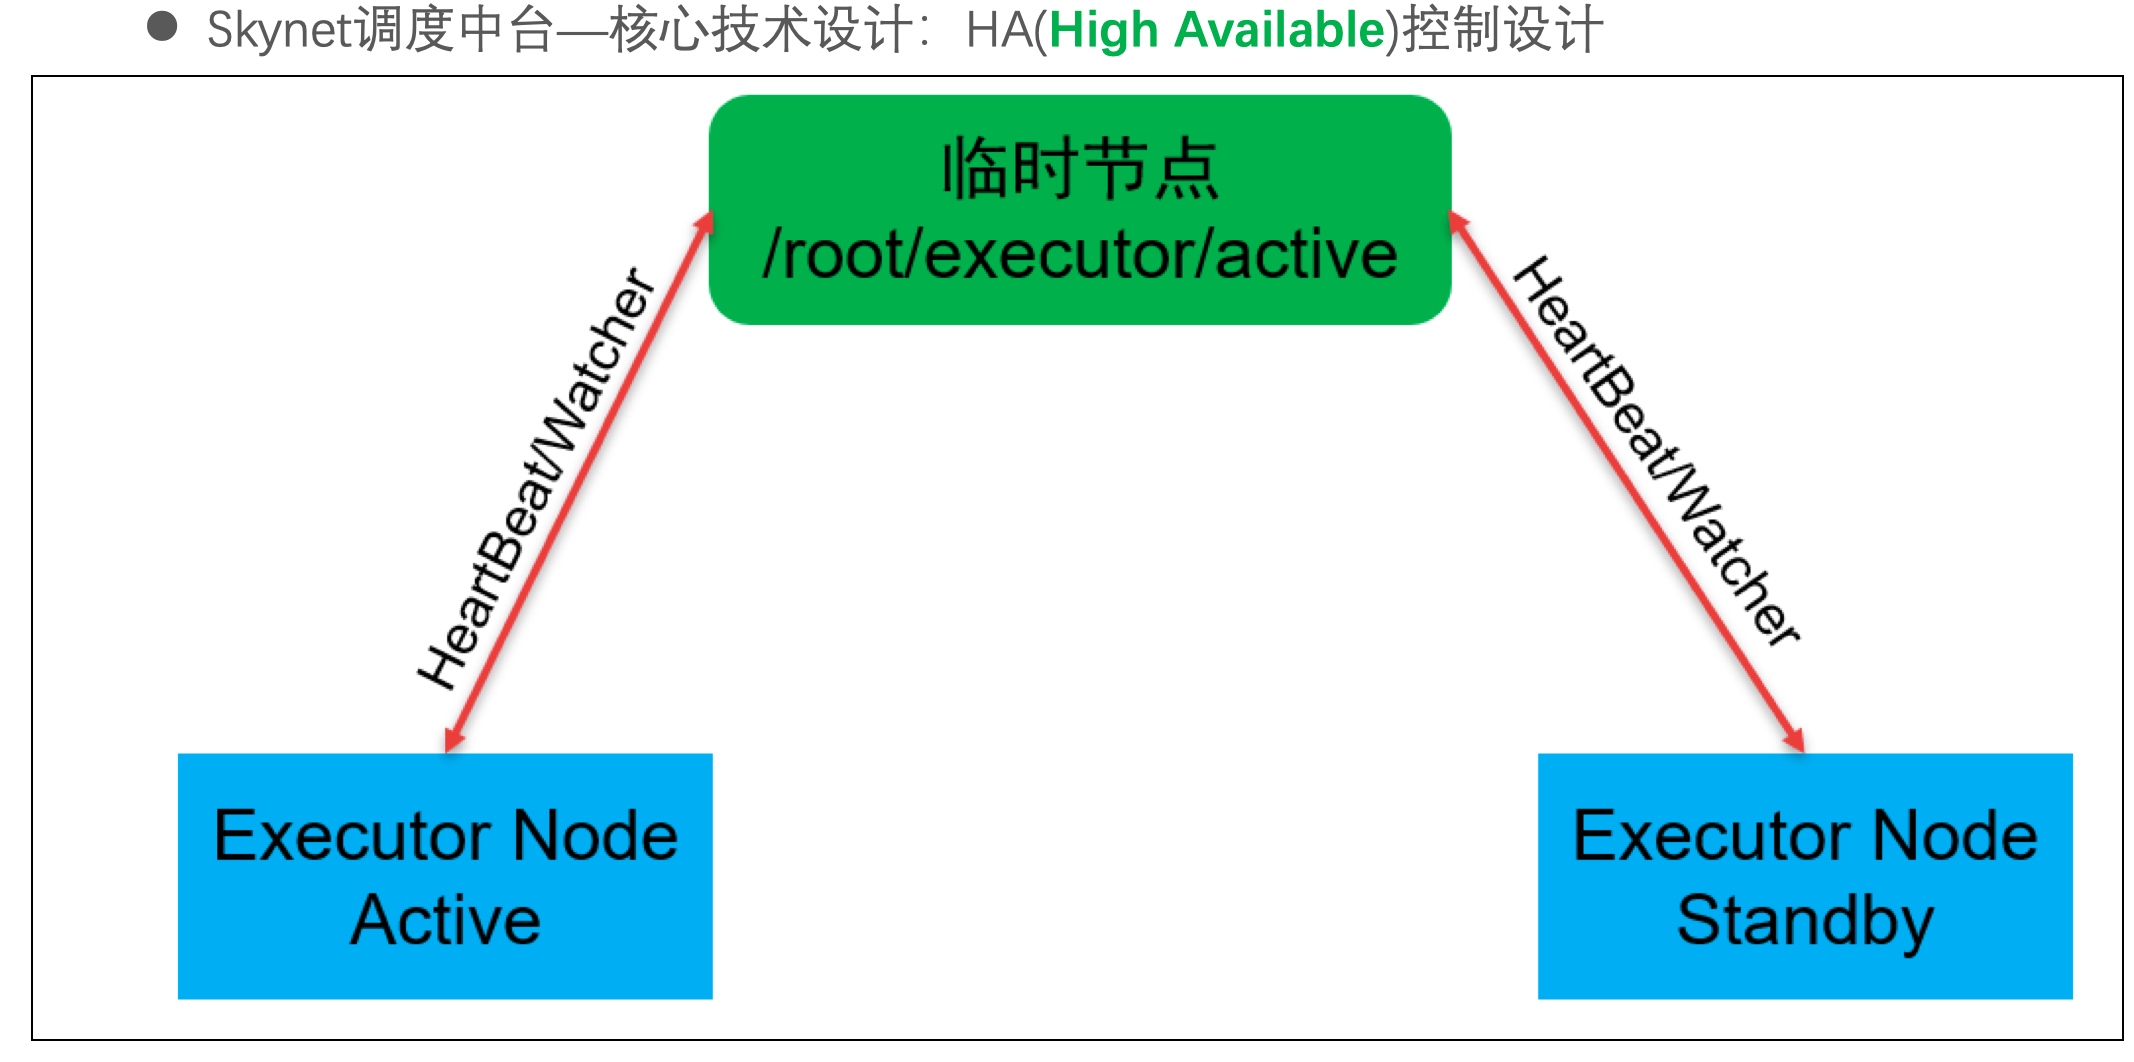 ● Skynet调度中台—核心技术设计：HA(High Available)控制设计
临时节点
/root/executor/active
HeartBeat/Watcher
HeartBeat/Watcher
Executor Node
Active
Executor Node
Standby